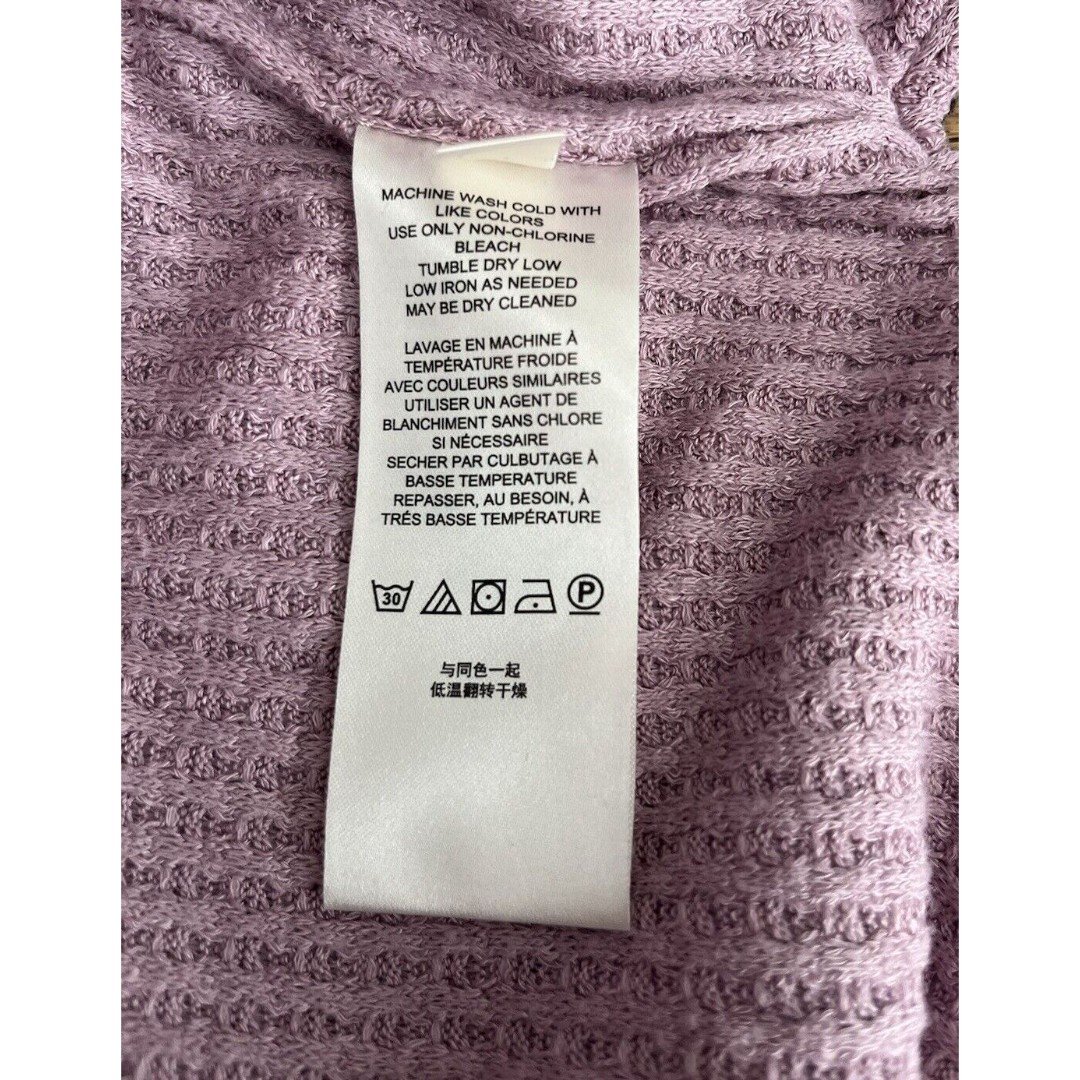 MACHINE WASH COLD WITH
LIKE COLORS
USE ONLY NON-CHLORINE
BLEACH
TUMBLE DRY LOW
LOW IRON AS NEEDED
MAY BE DRY CLEANED
LAVAGE EN MACHINE À
TEMPÉRATURE FROIDE
AVEC COULEURS SIMILAIRES
UTILISER UN AGENT DE
BLANCHIMENT SANS CHLORE
SI NÉCESSAIRE
SECHER PAR CULBUTAGE À
BASSE TEMPERATURE
REPASSER, AU BESOIN, À
TRÉS BASSE TEMPÉRATURE
30 P
与同色一起
低温翻转干燥